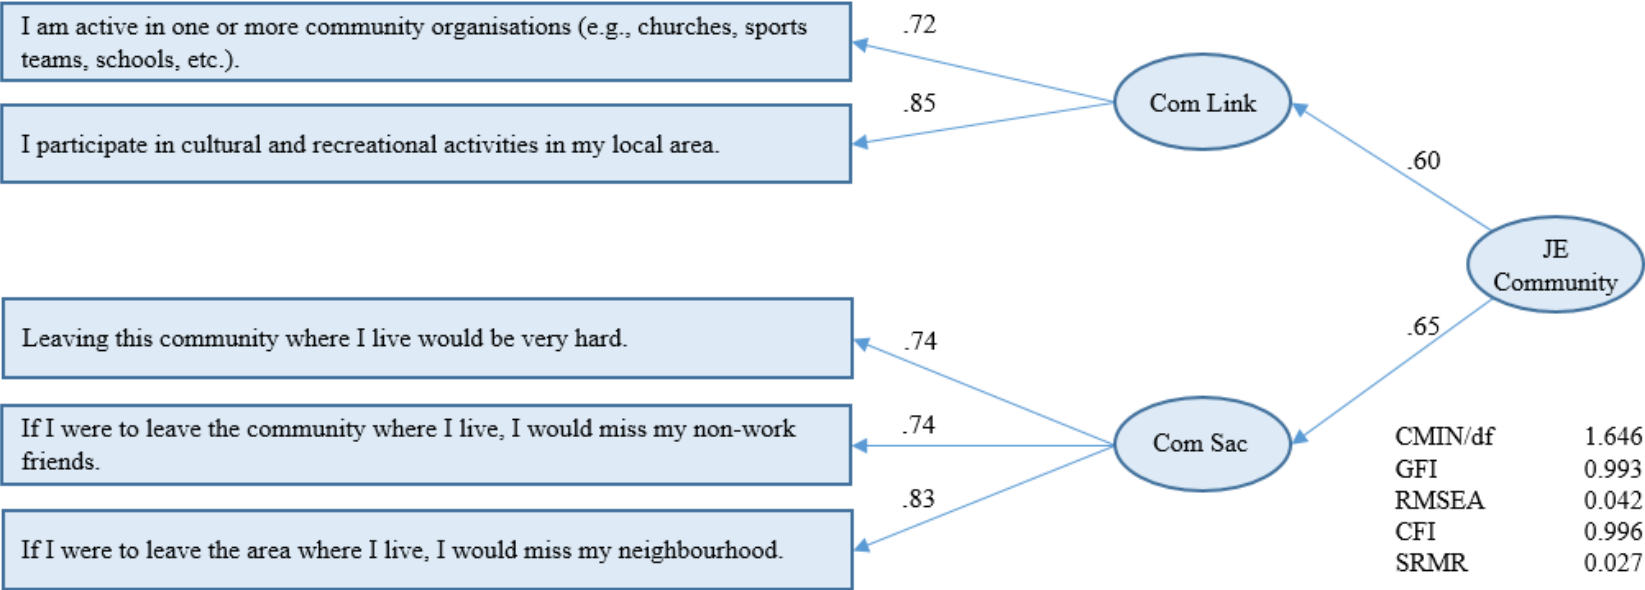 I am active in one or more community organisations (e.g., churches, sports
teams, schools, etc.).
.72
Com Link
.85
I participate in cultural and recreational activities in my local area.
.60
JE
Community
.65
Leaving this community where I live would be very hard.
.74
If I were to leave the community where I live, I would miss my non-work
friends.
.74
Com Sac
.83
If I were to leave the area where I live, I would miss my neighbourhood.
CMIN/df 1.646
GFI 0.993
RMSEA 0.042
CFI 0.996
SRMR 0.027